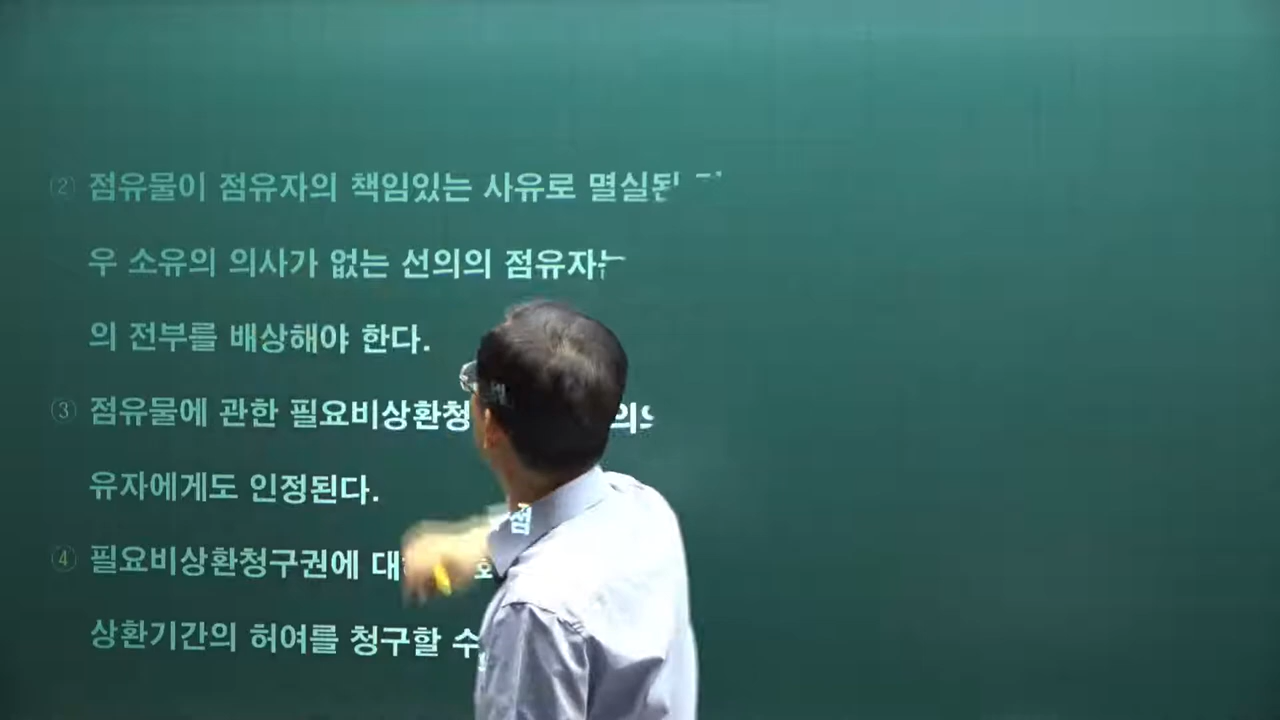 ② 점유물이 점유자의 책임있는 사유로 멸실된
우 소유의 의사가 없는 선의의 점유자는
의 전부를 배상해야 한다.
③ 점유물에 관한 필요비상환청
유자에게도 인정된다.
④ 필요비상환청구권에
상환기간의 허여를 청구할 수